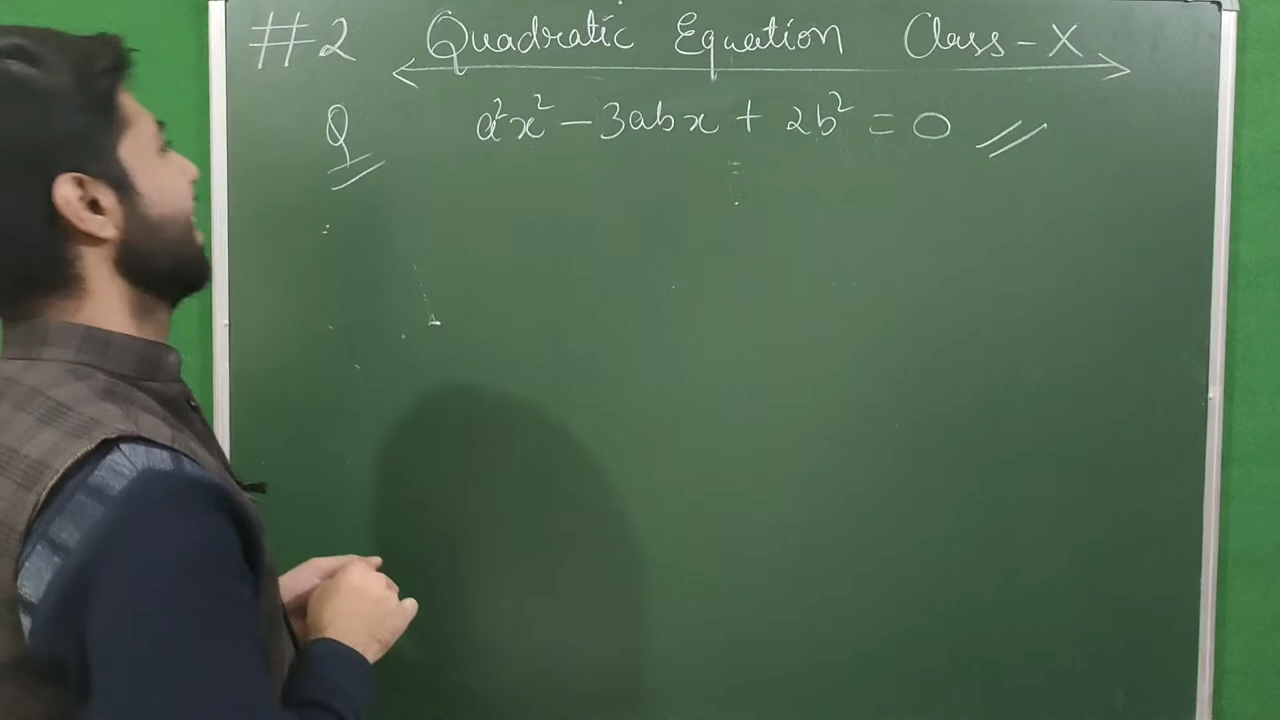 #2 Quadratic Equation Class-X
Q a²x² - 3abx + 2b² = 0